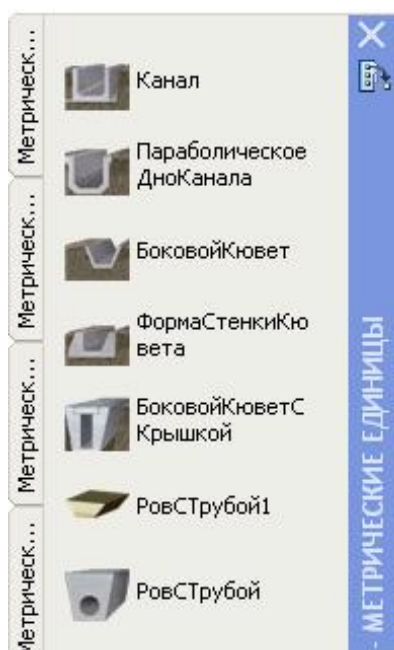 Метрическ...
Метрическ...
Метрическ...
Метрическ...
Канал
Параболическое
ДноКанала
БоковойКювет
ФормаСтенкиКю
вета
БоковойКюветС
Крышкой
РовСТрубой1
РовСТрубой
- МЕТРИЧЕСКИЕ ЕДИНИЦЫ